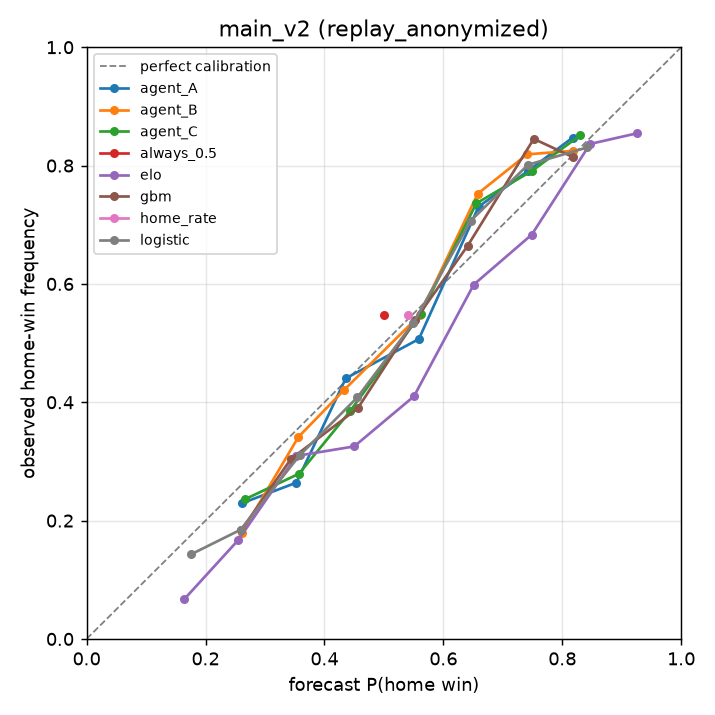 main_v2 (replay_anonymized)
1.0
0.8
0.6
0.4
0.2
0.0
observed home-win frequency
perfect calibration
agent_A
agent_B
agent_C
always_0.5
elo
gbm
home_rate
logistic
0.0 0.2 0.4 0.6 0.8 1.0
forecast P(home win)